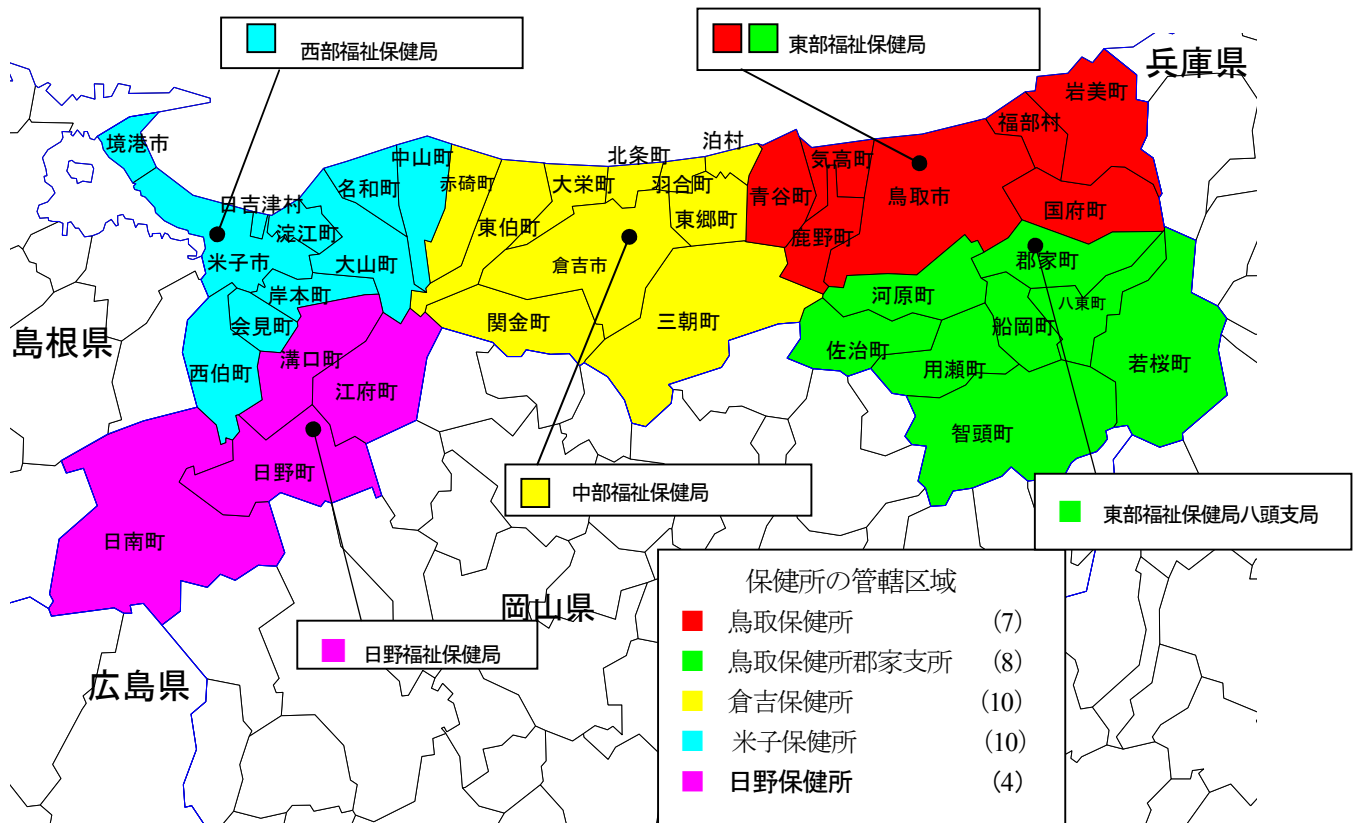 西部福祉保健局
東部福祉保健局
兵庫県
岩美町
福部村
境港市
中山町
北条町
泊村
気高町
名和町
赤碕町
大栄町
羽合町
青谷町
鳥取市
日吉津村
淀江町
東伯町
東郷町
鹿野町
国府町
米子市
大山町
倉吉市
郡家町
岸本町
河原町
八東町
会見町
関金町
三朝町
船岡町
島根県
溝口町
佐治町
西伯町
用瀬町
若桜町
江府町
智頭町
日野町
中部福祉保健局
東部福祉保健局八頭支局
日南町
岡山県
日野福祉保健局
広島県
保健所の管轄区域
鳥取保健所 (7)
鳥取保健所郡家支所 (8)
倉吉保健所 (10)
米子保健所 (10)
日野保健所 (4)